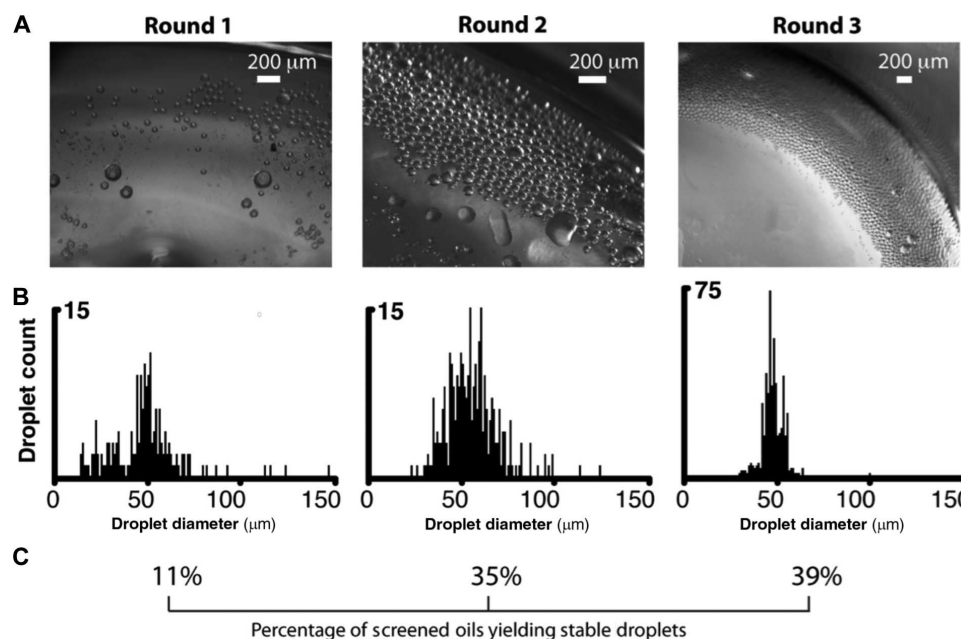 A
Round 1
Round 2
Round 3
200 μm
200 μm
200 μm
B
Droplet count
15
15
75
0 50 100 150
0 50 100 150
0 50 100 150
Droplet diameter (μm)
Droplet diameter (μm)
Droplet diameter (μm)
C
11%
35%
39%
Percentage of screened oils yielding stable droplets